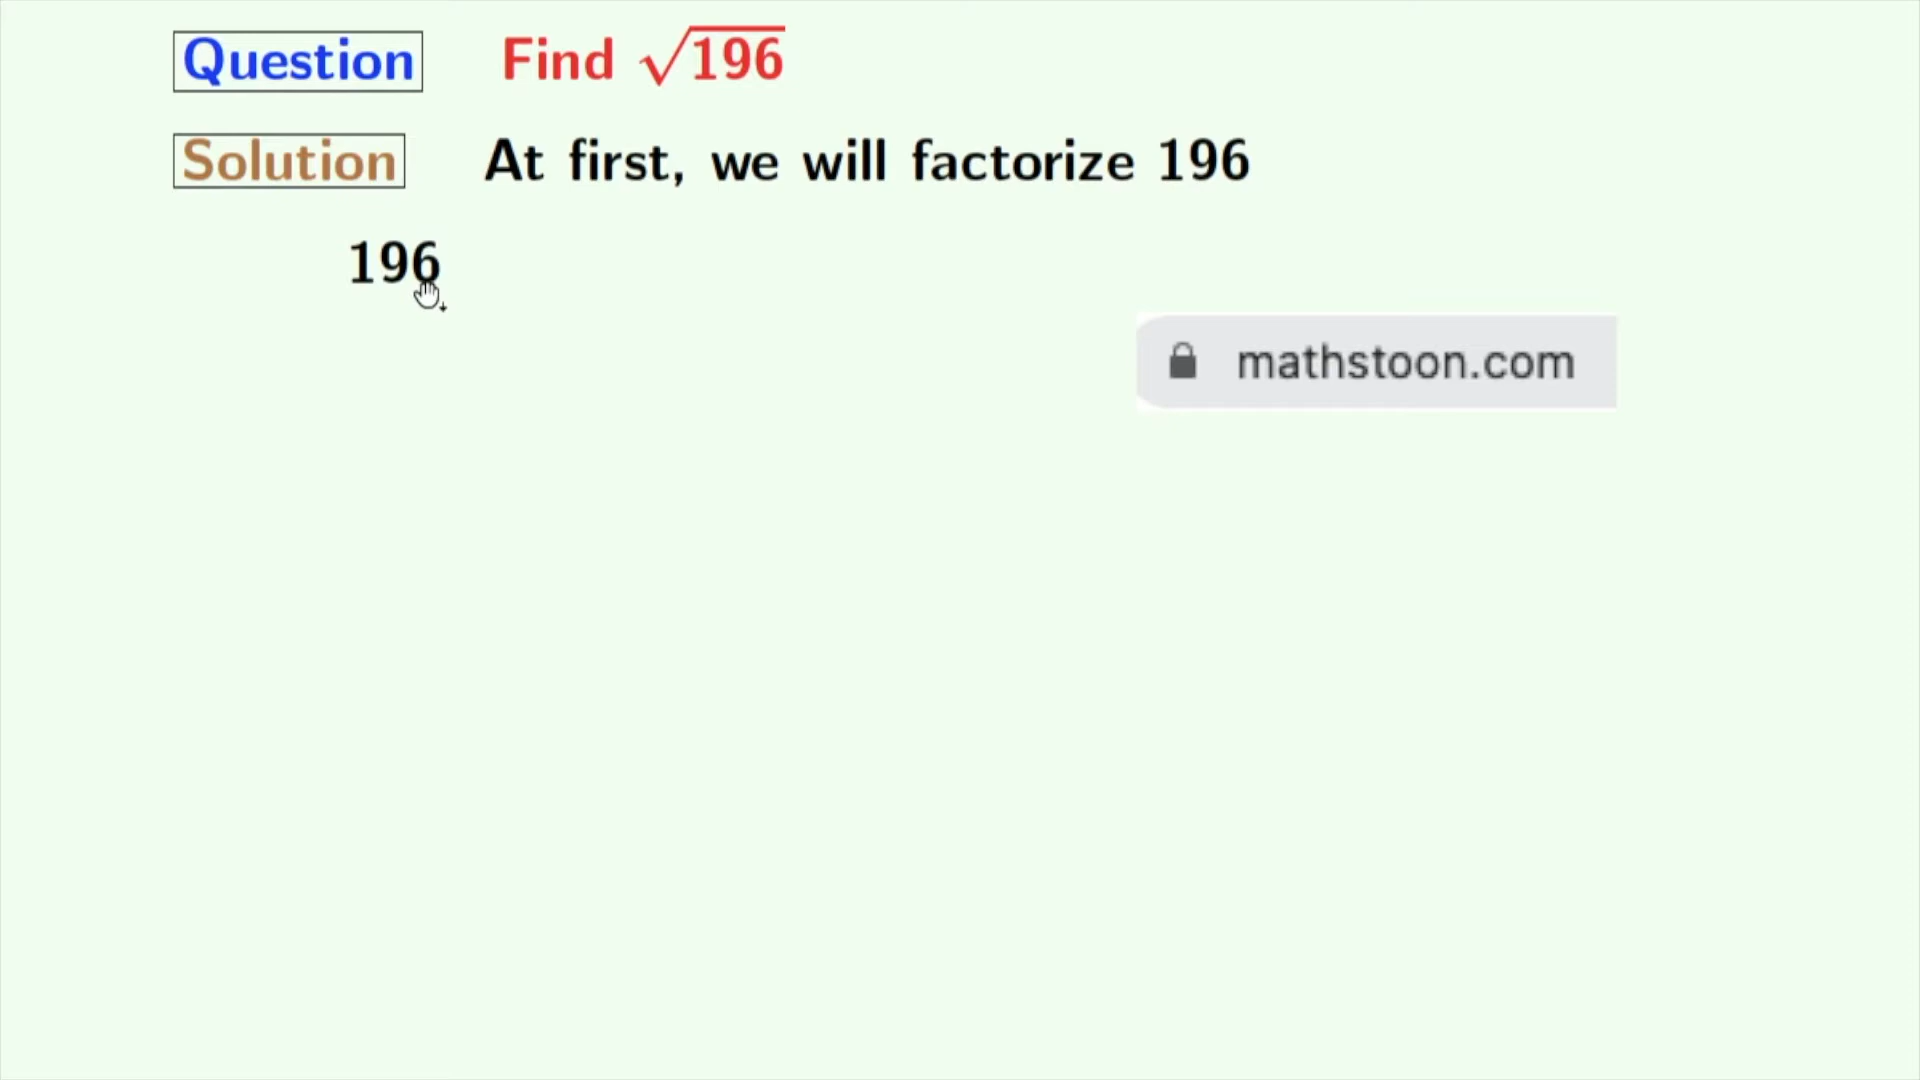 Question Find √196
Solution At first, we will factorize 196
196
mathstoon.com